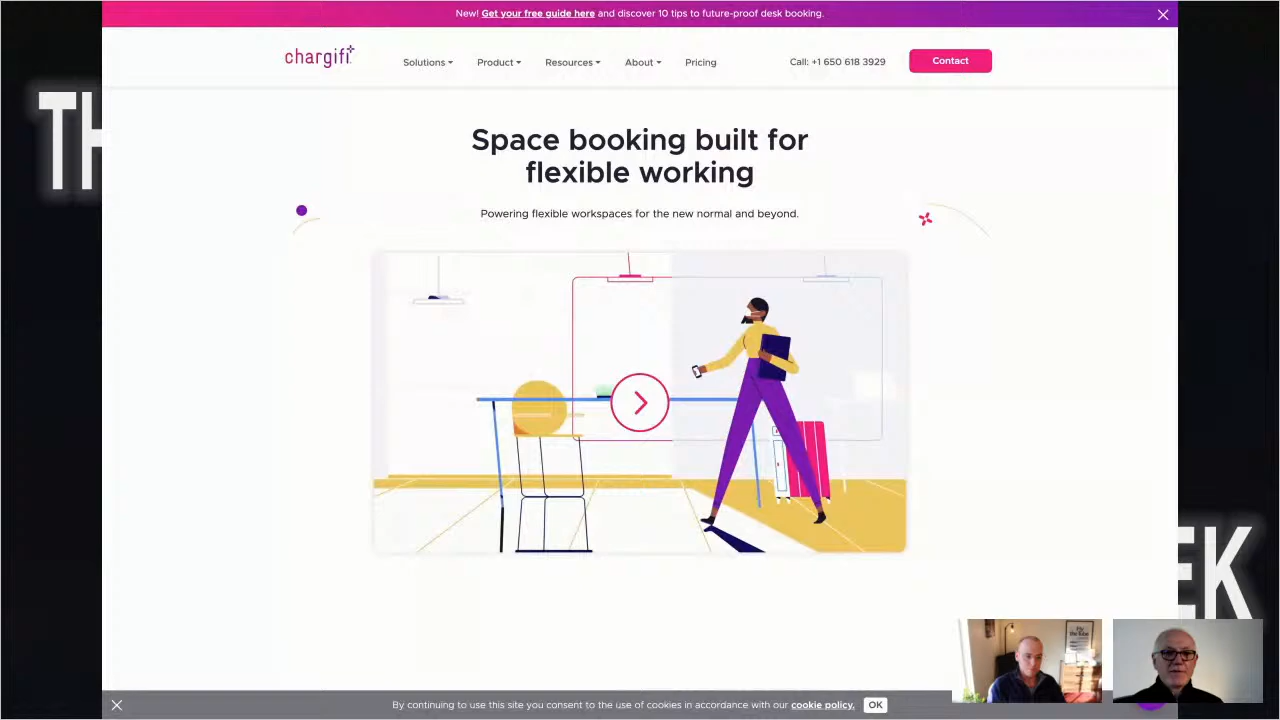 New! Get your free guide here and discover 10 tips to future-proof desk booking.
chargifi
Solutions
Product
Resources
About
Pricing
Call: +1 650 618 3929
Contact
TH
Space booking built for
flexible working
Powering flexible workspaces for the new normal and beyond.
EK
By continuing to use this site you consent to the use of cookies in accordance with our cookie policy.
OK